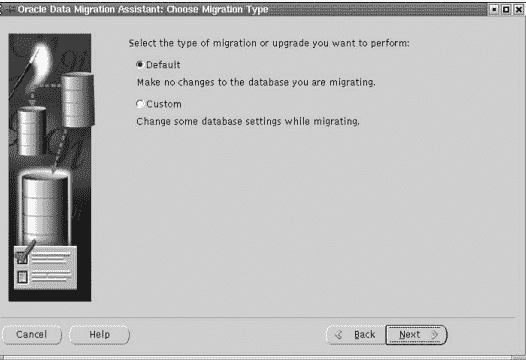 Oracle Data Migration Assistant: Choose Migration Type
Select the type of migration or upgrade you want to perform:
Default
Make no changes to the database you are migrating.
Custom
Change some database settings while migrating.
Cancel
Help
Back
Next